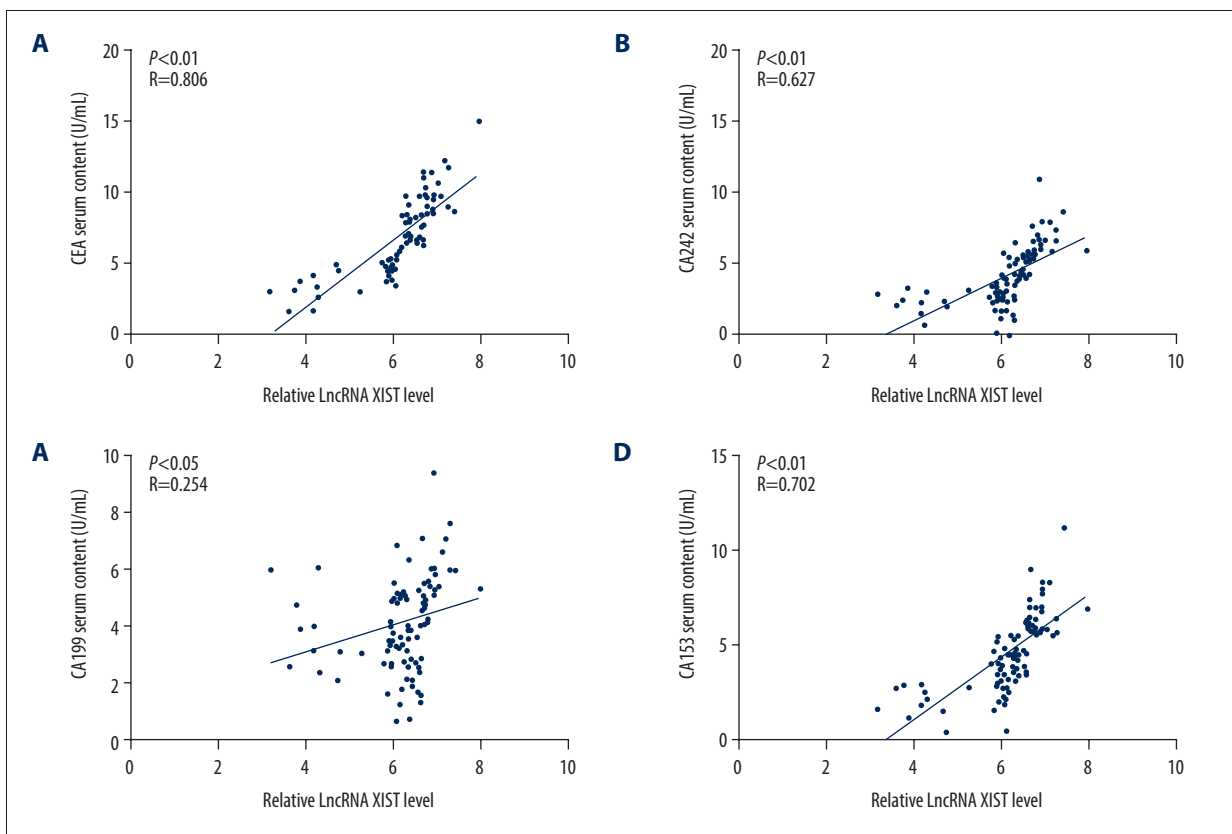 A
P<0.01
R=0.806
20
15
10
5
0
CEA serum content (U/mL)
0 2 4 6 8 10
Relative LncRNA XIST level
B
P<0.01
R=0.627
20
15
10
5
0
CA242 serum content (U/mL)
0 2 4 6 8 10
Relative LncRNA XIST level
A
P<0.05
R=0.254
10
8
6
4
2
0
CA199 serum content (U/mL)
0 2 4 6 8 10
Relative LncRNA XIST level
D
P<0.01
R=0.702
15
10
5
0
CA153 serum content (U/mL)
0 2 4 6 8 10
Relative LncRNA XIST level